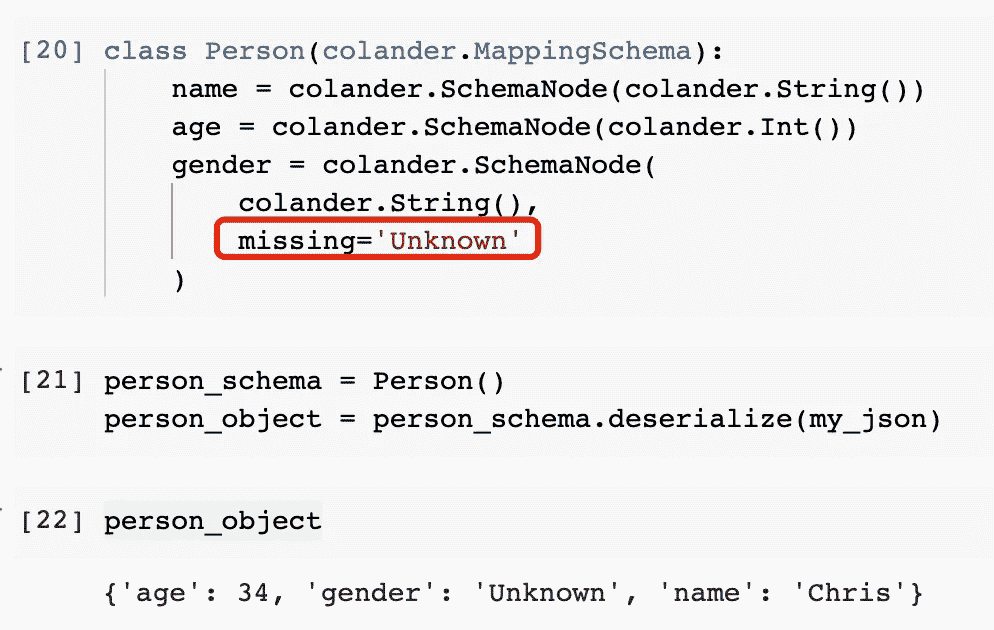 [20] class Person(colander.MappingSchema):
name = colander.SchemaNode(colander.String())
age = colander.SchemaNode(colander.Int())
gender = colander.SchemaNode(
colander.String(),
missing='Unknown'
)
[21] person_schema = Person()
person_object = person_schema.deserialize(my_json)
[22] person_object
{'age': 34, 'gender': 'Unknown', 'name': 'Chris'}